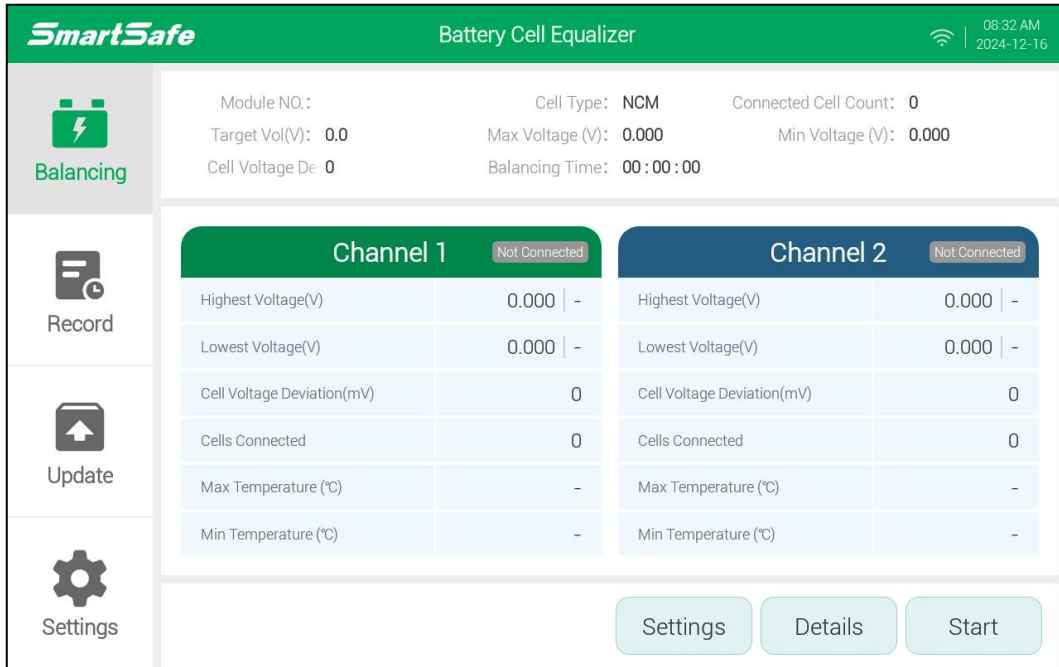 SmartSafe
Battery Cell Equalizer
08:32 AM
2024-12-16
Balancing
Record
Update
Settings
Module NO.:
Cell Type: NCM
Connected Cell Count: 0
Target Vol(V): 0.0
Max Voltage (V): 0.000
Min Voltage (V): 0.000
Cell Voltage De 0
Balancing Time: 00:00:00
Channel 1 Not Connected
Highest Voltage(V) 0.000 | -
Lowest Voltage(V) 0.000 | -
Cell Voltage Deviation(mV) 0
Cells Connected 0
Max Temperature (℃) -
Min Temperature (℃) -
Channel 2 Not Connected
Highest Voltage(V) 0.000 | -
Lowest Voltage(V) 0.000 | -
Cell Voltage Deviation(mV) 0
Cells Connected 0
Max Temperature (℃) -
Min Temperature (℃) -
Settings
Details
Start